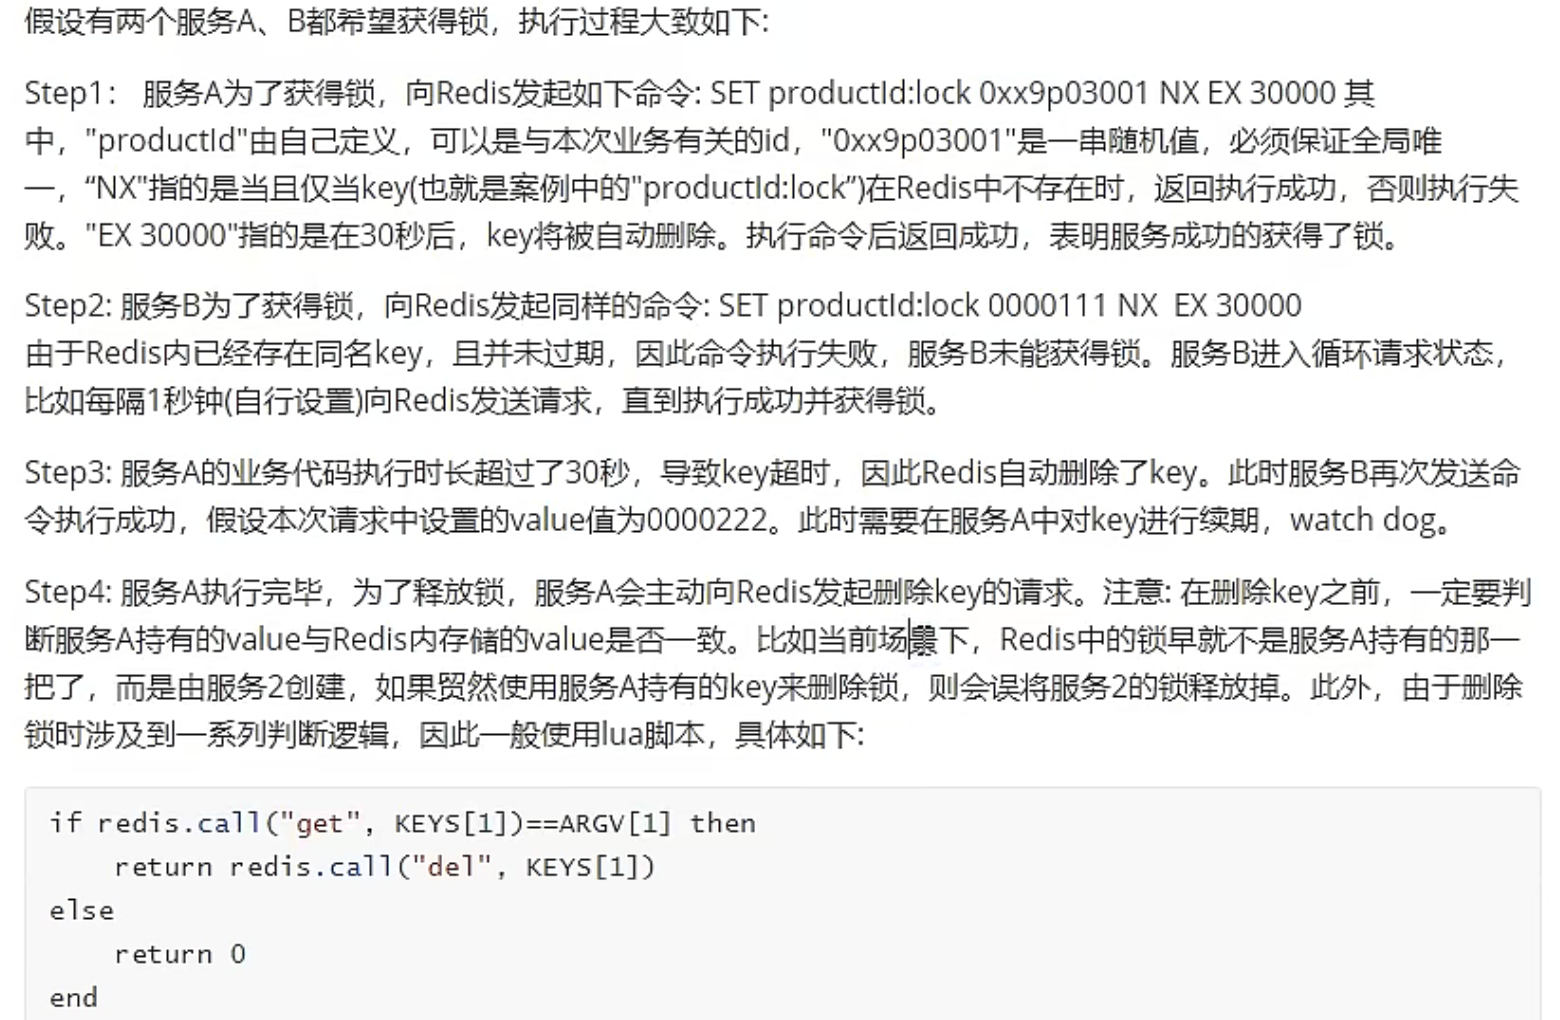 假设有两个服务A、B都希望获得锁，执行过程大致如下:
Step1： 服务A为了获得锁，向Redis发起如下命令: SET productId:lock 0xx9p03001 NX EX 30000 其
中，"productId"由自己定义，可以是与本次业务有关的id，"0xx9p03001"是一串随机值，必须保证全局唯
一，“NX"指的是当且仅当key(也就是案例中的"productId:lock”)在Redis中不存在时，返回执行成功，否则执行失
败。"EX 30000"指的是在30秒后，key将被自动删除。执行命令后返回成功，表明服务成功的获得了锁。
Step2: 服务B为了获得锁，向Redis发起同样的命令: SET productId:lock 0000111 NX  EX 30000
由于Redis内已经存在同名key，且并未过期，因此命令执行失败，服务B未能获得锁。服务B进入循环请求状态，
比如每隔1秒钟(自行设置)向Redis发送请求，直到执行成功并获得锁。
Step3: 服务A的业务代码执行时长超过了30秒，导致key超时，因此Redis自动删除了key。此时服务B再次发送命
令执行成功，假设本次请求中设置的value值为0000222。此时需要在服务A中对key进行续期，watch dog。
Step4: 服务A执行完毕，为了释放锁，服务A会主动向Redis发起删除key的请求。注意: 在删除key之前，一定要判
断服务A持有的value与Redis内存储的value是否一致。比如当前场景下，Redis中的锁早就不是服务A持有的那一
把了，而是由服务2创建，如果贸然使用服务A持有的key来删除锁，则会误将服务2的锁释放掉。此外，由于删除
锁时涉及到一系列判断逻辑，因此一般使用lua脚本，具体如下:
if redis.call("get", KEYS[1])==ARGV[1] then
    return redis.call("del", KEYS[1])
else
    return 0
end